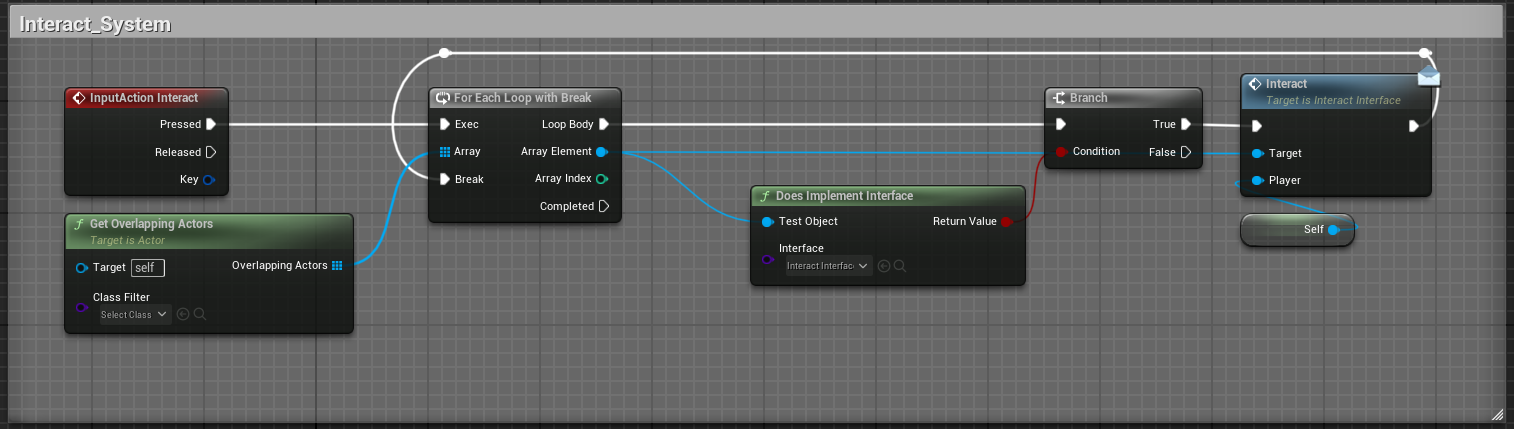 Interact_System
InputAction Interact
Pressed
Released
Key
Get Overlapping Actors
Target is Actor
Target self
Overlapping Actors
Class Filter
Select Class
For Each Loop with Break
Exec
Loop Body
Array
Array Element
Array Index
Break
Completed
Does Implement Interface
Test Object
Return Value
Interface
Interact Interfac
Branch
True
Condition
False
Interact
Target is Interact Interface
Target
Player
Self